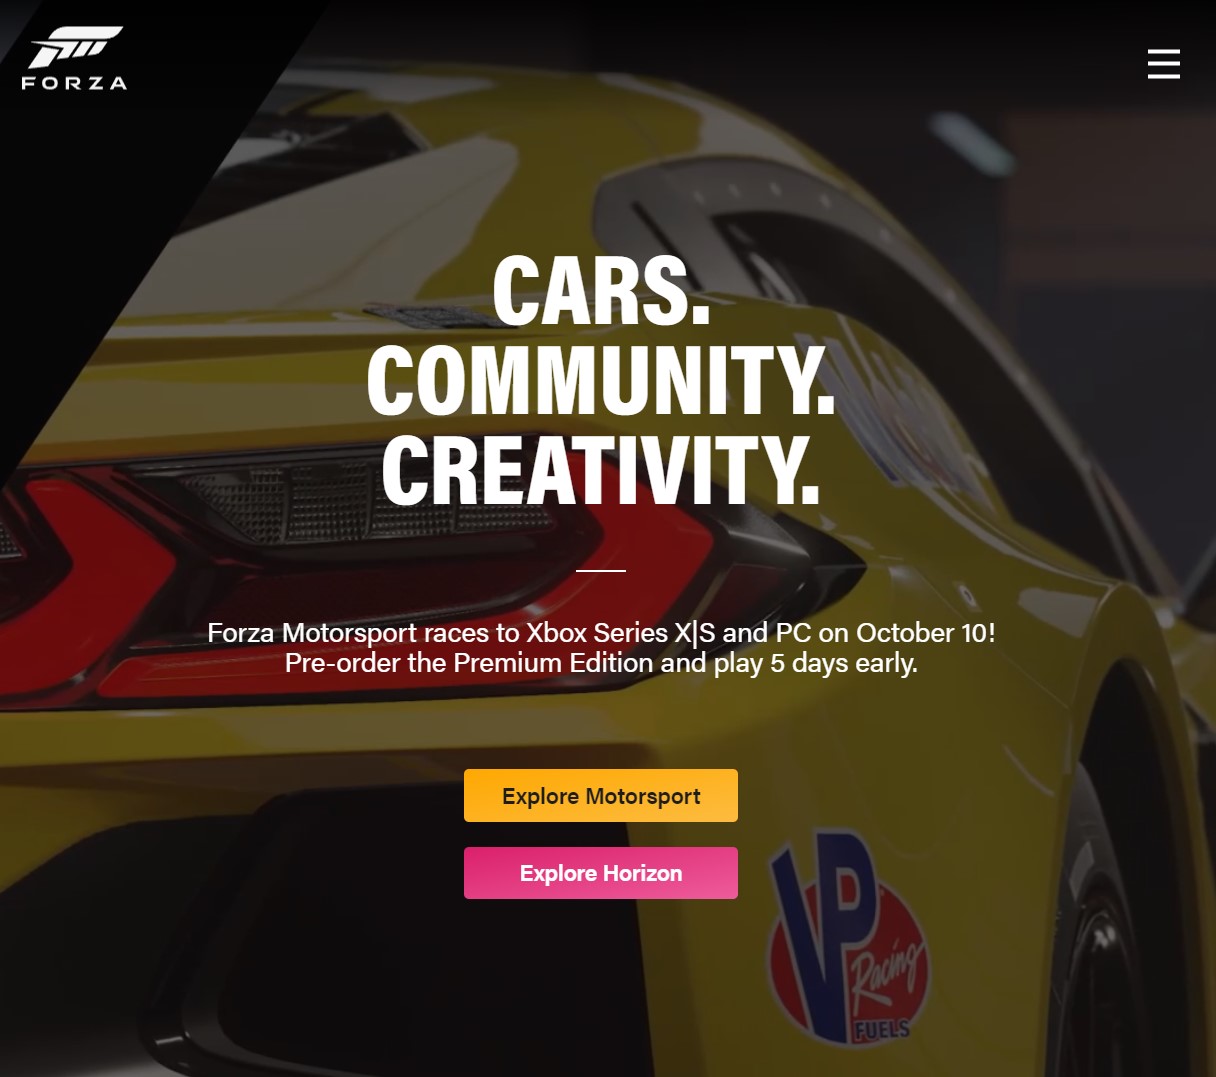 FORZA
CARS.
COMMUNITY.
CREATIVITY.
Forza Motorsport races to Xbox Series X|S and PC on October 10!
Pre-order the Premium Edition and play 5 days early.
Explore Motorsport
Explore Horizon
VP
Racing
FUELS